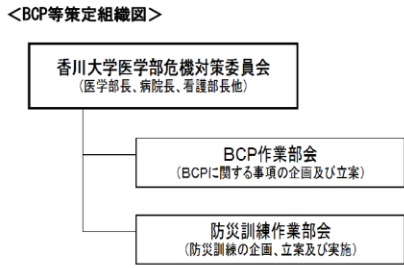 ＜BCP等策定組織図＞
香川大学医学部危機対策委員会
(医学部長、病院長、看護部長他)
BCP作業部会
(BCPに関する事項の企画及び立案)
防災訓練作業部会
(防災訓練の企画、立案及び実施)